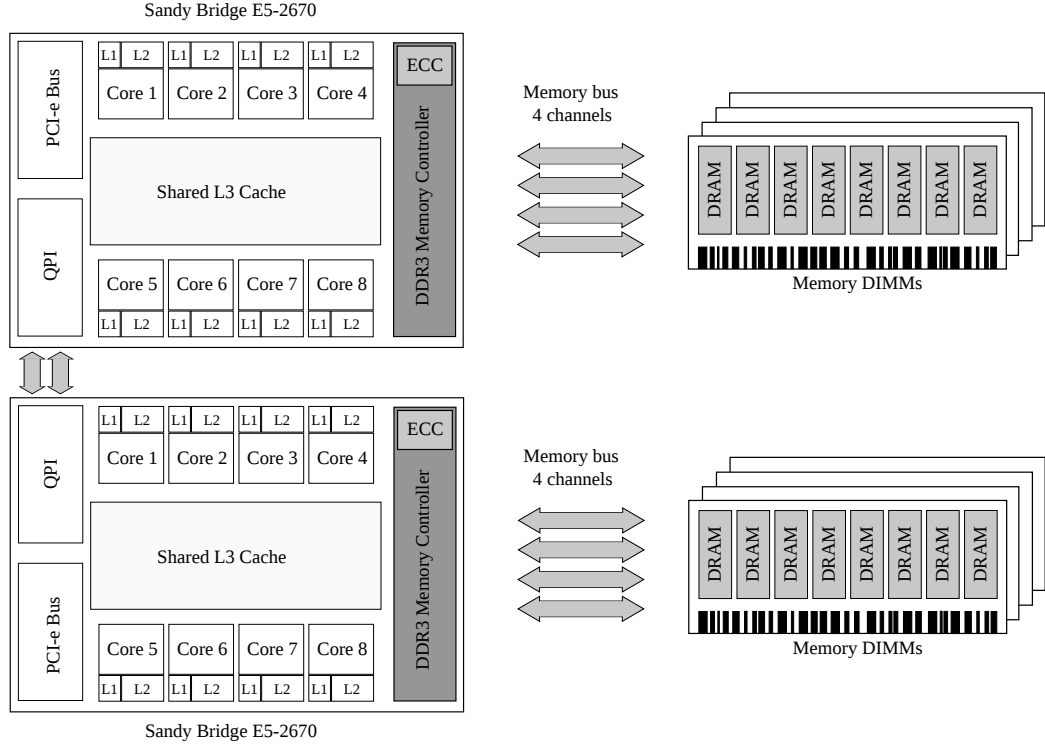 Sandy Bridge E5-2670
PCI-e Bus
QPI
L1 L2 L1 L2 L1 L2 L1 L2
Core 1 Core 2 Core 3 Core 4
Shared L3 Cache
Core 5 Core 6 Core 7 Core 8
L1 L2 L1 L2 L1 L2 L1 L2
ECC
DDR3 Memory Controller
Memory bus
4 channels
DRAM DRAM DRAM DRAM DRAM DRAM DRAM DRAM
Memory DIMMs
QPI
PCI-e Bus
L1 L2 L1 L2 L1 L2 L1 L2
Core 1 Core 2 Core 3 Core 4
Shared L3 Cache
Core 5 Core 6 Core 7 Core 8
L1 L2 L1 L2 L1 L2 L1 L2
ECC
DDR3 Memory Controller
Memory bus
4 channels
DRAM DRAM DRAM DRAM DRAM DRAM DRAM DRAM
Memory DIMMs
Sandy Bridge E5-2670